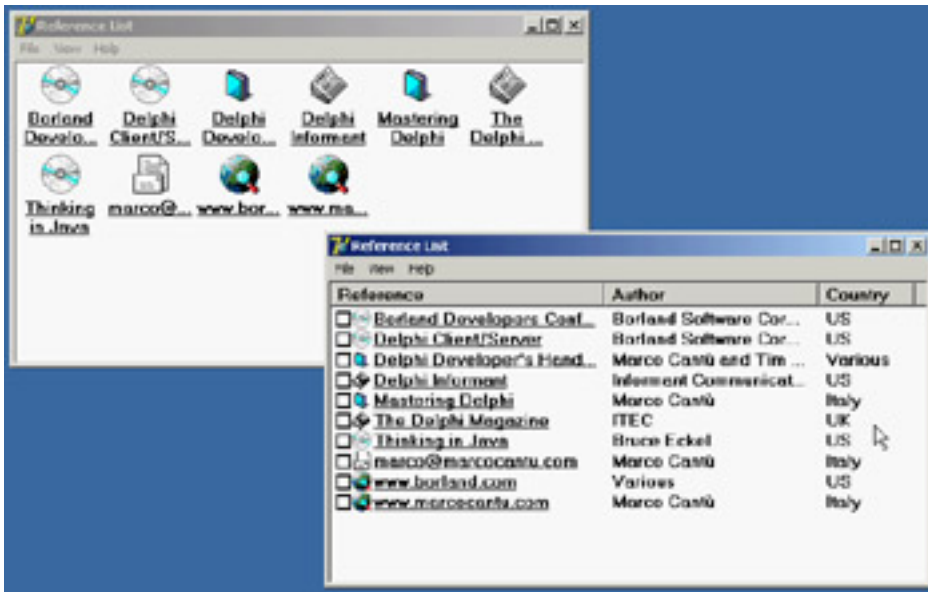 Reference List
File View Help
Borland Delphi Delphi Delphi Mastering The
Develo... Client/S... Develo... Informant Delphi Delphi ...
Thinking marco@... www.bor... www.ma...
in Java
Reference List
File View Help
Reference Author Country
Borland Developers Conf... Borland Software Cor... US
Delphi Client/Server Borland Software Cor... US
Delphi Developer's Hand... Marco Cantù and Tim ... Various
Delphi Informant Informant Communicat... US
Mastering Delphi Marco Cantù Italy
The Delphi Magazine ITEC UK
Thinking in Java Bruce Eckel US
marco@marcocantu.com Marco Cantù Italy
www.borland.com Various US
www.marcocantu.com Marco Cantù Italy